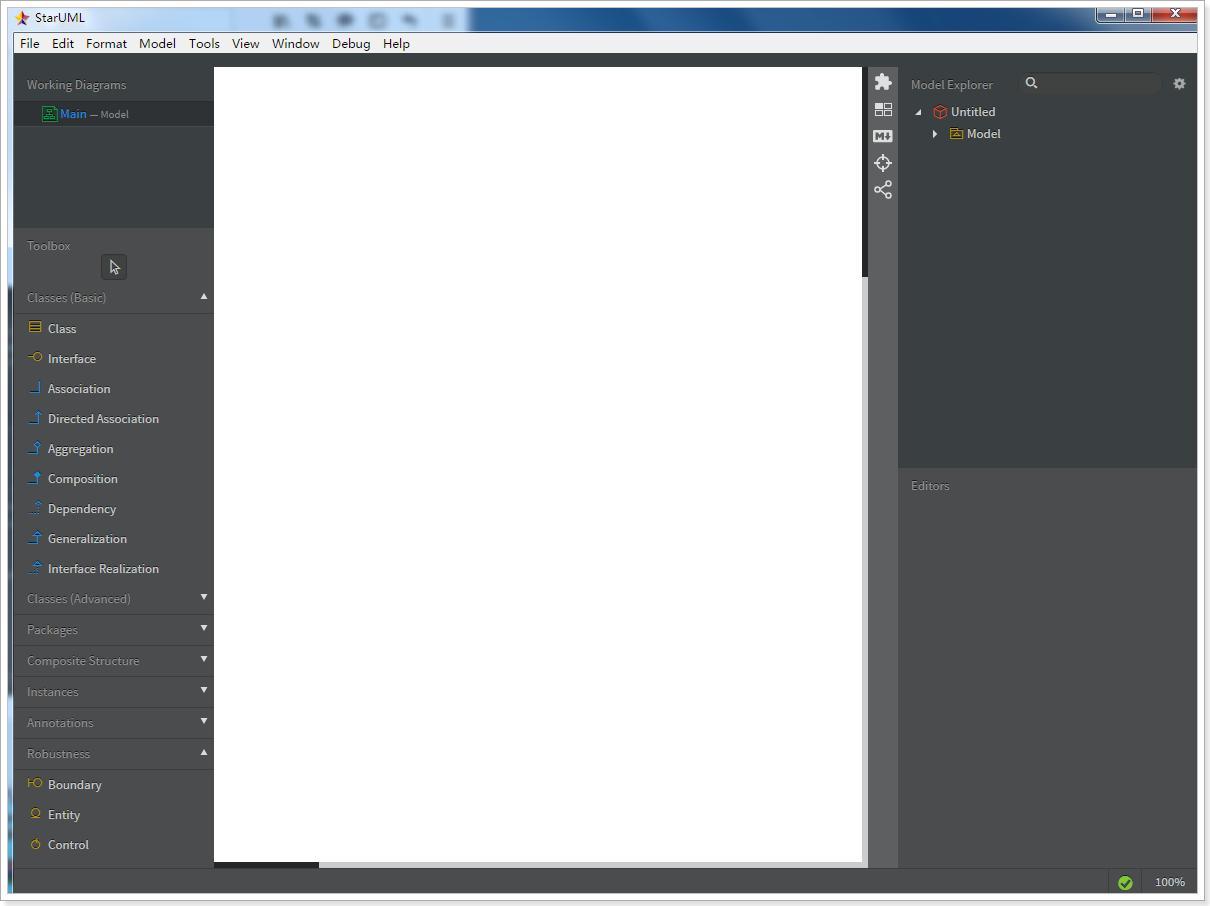 StarUML
File Edit Format Model Tools View Window Debug Help
Working Diagrams
Main — Model
Toolbox
Classes (Basic)
Class
Interface
Association
Directed Association
Aggregation
Composition
Dependency
Generalization
Interface Realization
Classes (Advanced)
Packages
Composite Structure
Instances
Annotations
Robustness
Boundary
Entity
Control
M
Model Explorer
Untitled
Model
Editors
100%